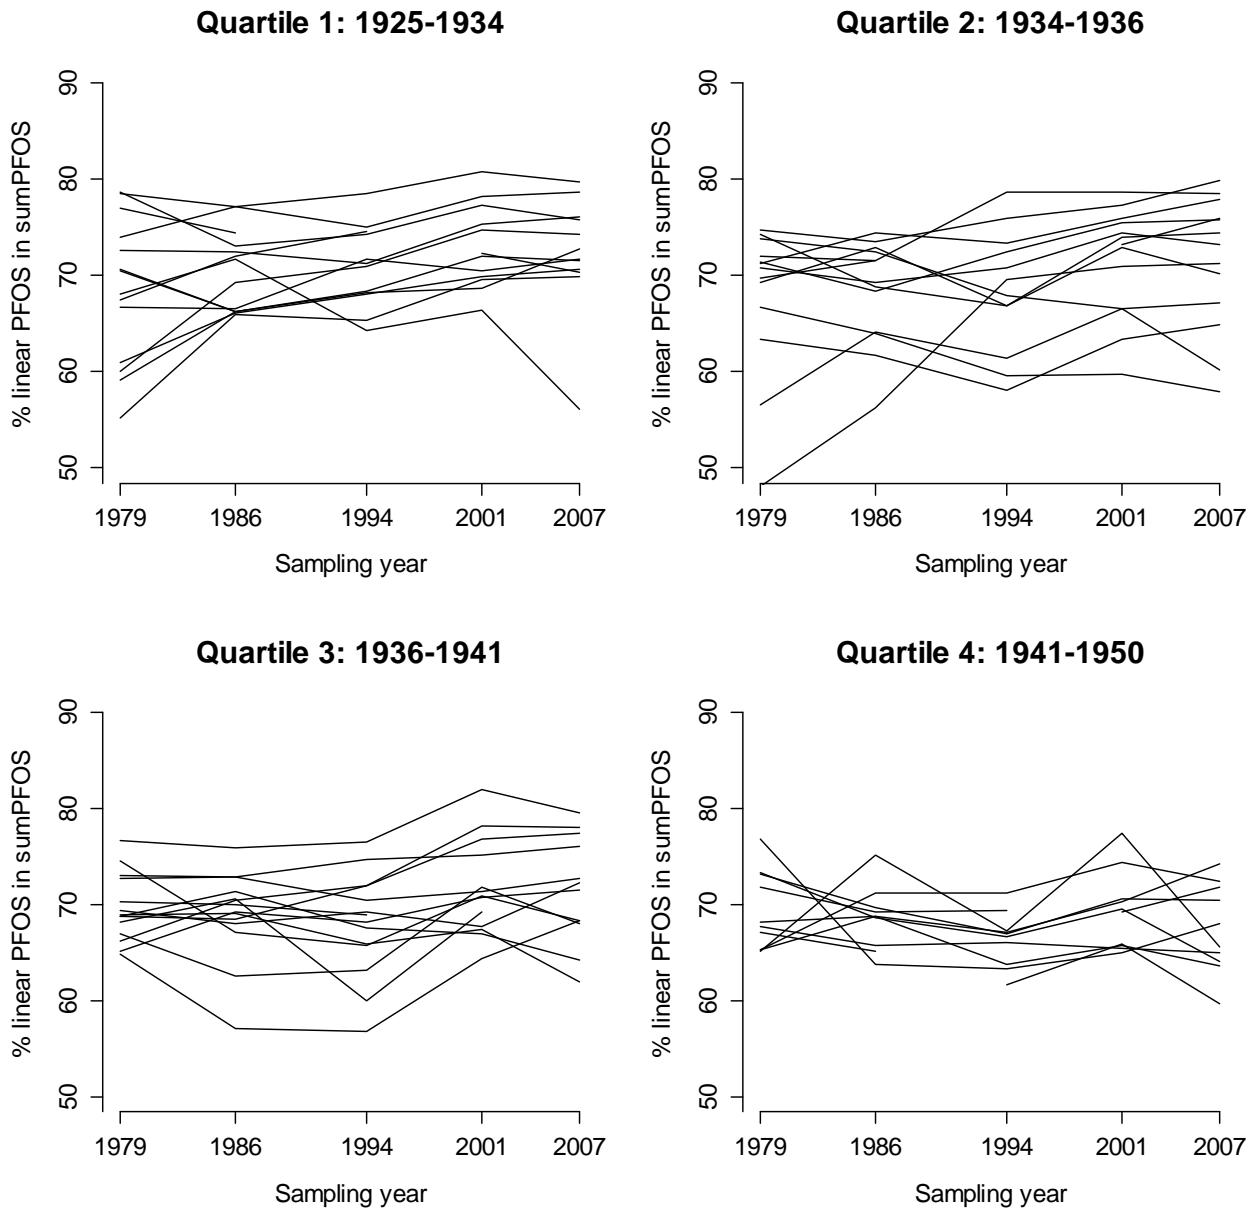 Quartile 1: 1925-1934
% linear PFOS in sumPFOS
90
80
70
60
50
1979 1986 1994 2001 2007
Sampling year
Quartile 2: 1934-1936
% linear PFOS in sumPFOS
90
80
70
60
50
1979 1986 1994 2001 2007
Sampling year
Quartile 3: 1936-1941
% linear PFOS in sumPFOS
90
80
70
60
50
1979 1986 1994 2001 2007
Sampling year
Quartile 4: 1941-1950
% linear PFOS in sumPFOS
90
80
70
60
50
1979 1986 1994 2001 2007
Sampling year